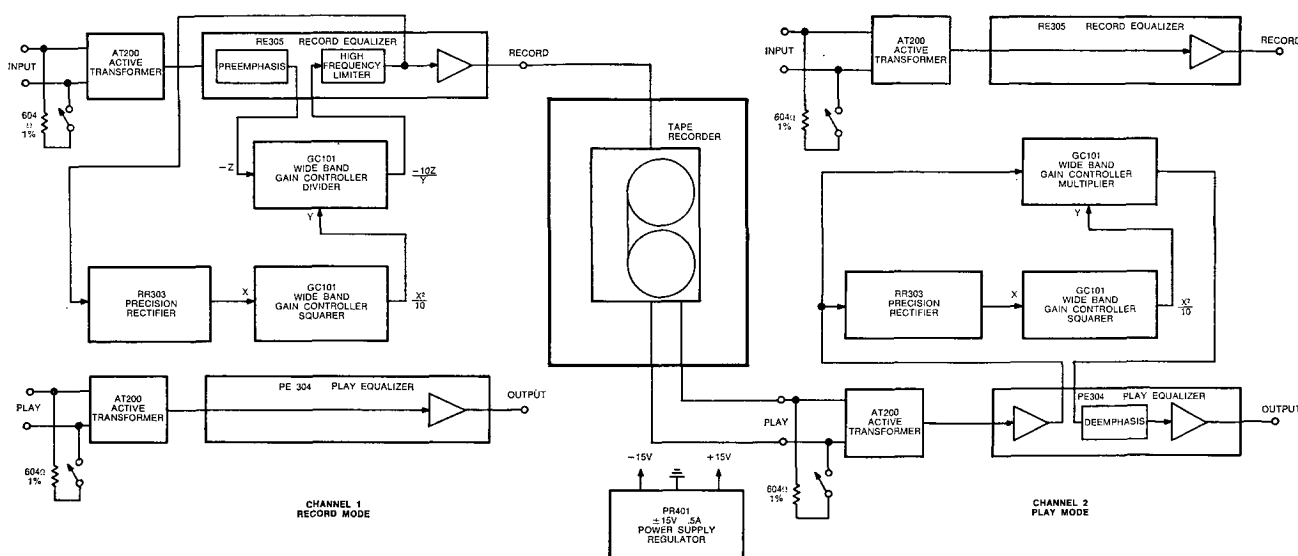 INPUT
AT200
ACTIVE
TRANSFORMER
604
Ω
1%
RE305 RECORD EQUALIZER
PREEMPHASIS
HIGH
FREQUENCY
LIMITER
RECORD
GC101
WIDE BAND
GAIN CONTROLLER
DIVIDER
-Z
-10Z
Y
Y
RR303
PRECISION
RECTIFIER
X
GC101
WIDE BAND
GAIN CONTROLLER
SQUARER
X²
10
PLAY
AT200
ACTIVE
TRANSFORMER
604Ω
1%
PE 304 PLAY EQUALIZER
OUTPUT
CHANNEL 1
RECORD MODE
TAPE
RECORDER
-15V
+15V
PR401
±15V .5A
POWER SUPPLY
REGULATOR
INPUT
AT200
ACTIVE
TRANSFORMER
604Ω
1%
RE305 RECORD EQUALIZER
RECORD
GC101
WIDE BAND
GAIN CONTROLLER
MULTIPLIER
Y
RR303
PRECISION
RECTIFIER
X
GC101
WIDE BAND
GAIN CONTROLLER
SQUARER
X²
10
PLAY
AT200
ACTIVE
TRANSFORMER
604Ω
1%
PE304 PLAY EQUALIZER
DEEMPHASIS
OUTPUT
CHANNEL 2
PLAY MODE